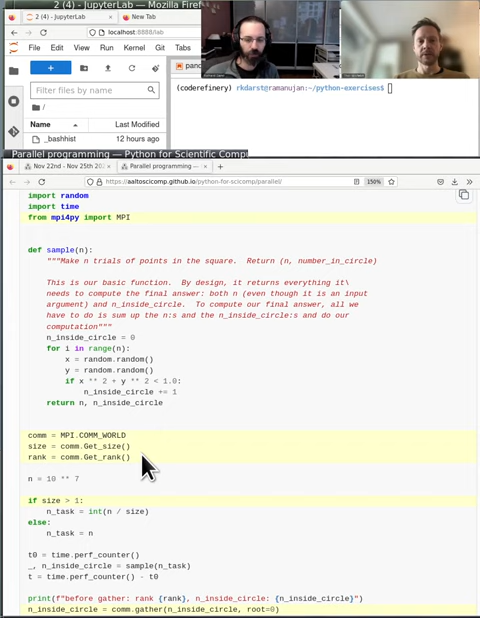 2 (4) - JupyterLab — Mozilla Firef
2 (4) - JupyterLab
New Tab
localhost:8888/lab
File Edit View Run Kernel Git Tabs
Filter files by name
/
Name
Last Modified
_bashhist
12 hours ago
(coderefinery) rkdarst@ramanujan:~/python-exercises$
Parallel programming — Python for Scientific Comp
Nov 22nd - Nov 25th 202
Parallel programming —
https://aaltoscicomp.github.io/python-for-scicomp/parallel/
150%
import random
import time
from mpi4py import MPI
def sample(n):
"""Make n trials of points in the square.  Return (n, number_in_circle)
This is our basic function.  By design, it returns everything it\
needs to compute the final answer: both n (even though it is an input
argument) and n_inside_circle.  To compute our final answer, all we
have to do is sum up the n:s and the n_inside_circle:s and do our
computation"""
n_inside_circle = 0
for i in range(n):
x = random.random()
y = random.random()
if x ** 2 + y ** 2 < 1.0:
n_inside_circle += 1
return n, n_inside_circle
comm = MPI.COMM_WORLD
size = comm.Get_size()
rank = comm.Get_rank()
n = 10 ** 7
if size > 1:
n_task = int(n / size)
else:
n_task = n
t0 = time.perf_counter()
_, n_inside_circle = sample(n_task)
t = time.perf_counter() - t0
print(f"before gather: rank {rank}, n_inside_circle: {n_inside_circle}")
n_inside_circle = comm.gather(n_inside_circle, root=0)